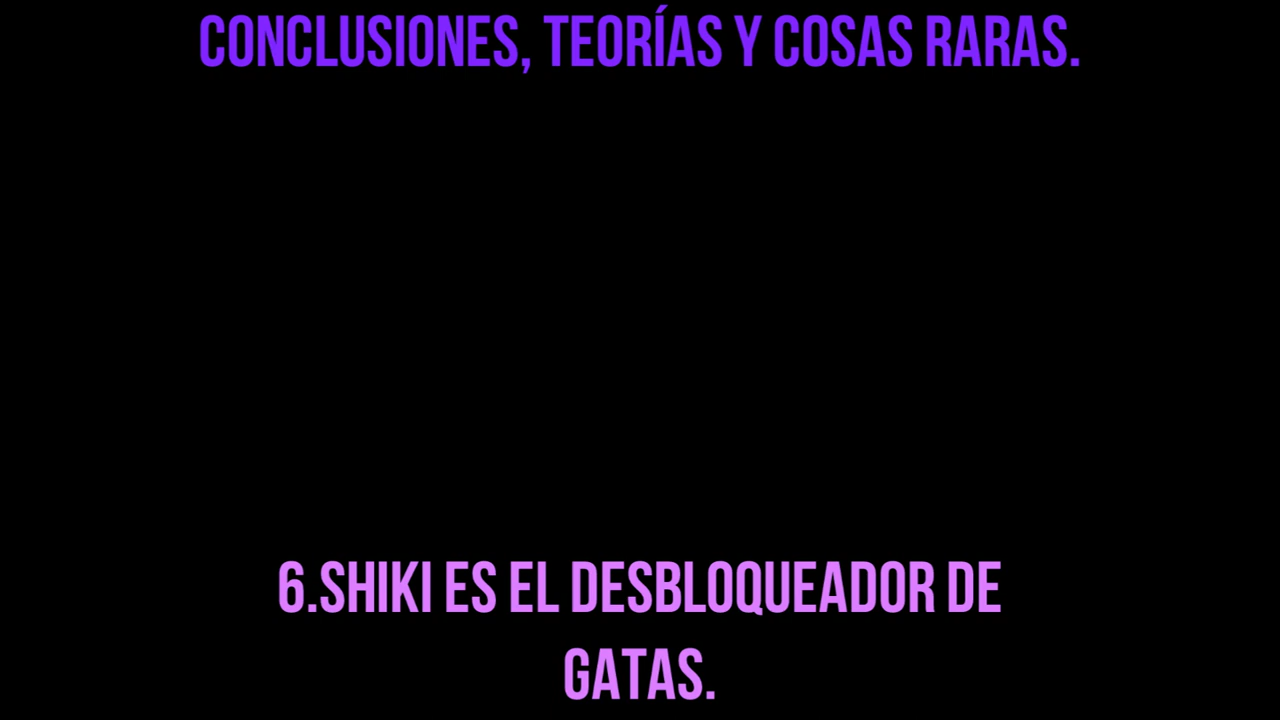 CONCLUSIONES, TEORÍAS Y COSAS RARAS.
6.SHIKI ES EL DESBLOQUEADOR DE
GATAS.